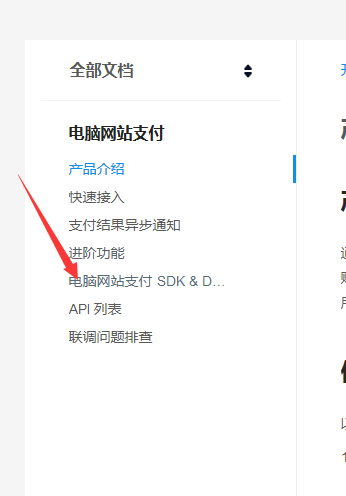 全部文档
电脑网站支付
产品介绍
快速接入
支付结果异步通知
进阶功能
电脑网站支付 SDK & D...
API 列表
联调问题排查